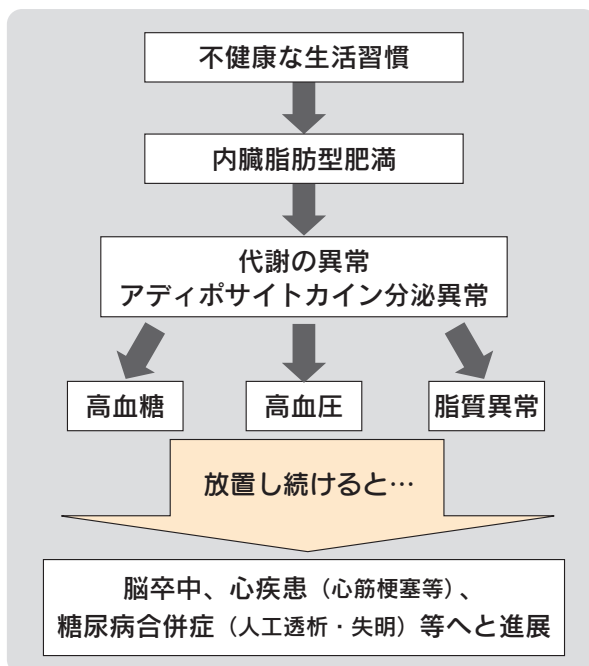 不健康な生活習慣
内臓脂肪型肥満
代謝の異常
アディポサイトカイン分泌異常
高血糖
高血圧
脂質異常
放置し続けると…
脳卒中、心疾患（心筋梗塞等）、
糖尿病合併症（人工透析・失明）等へと進展